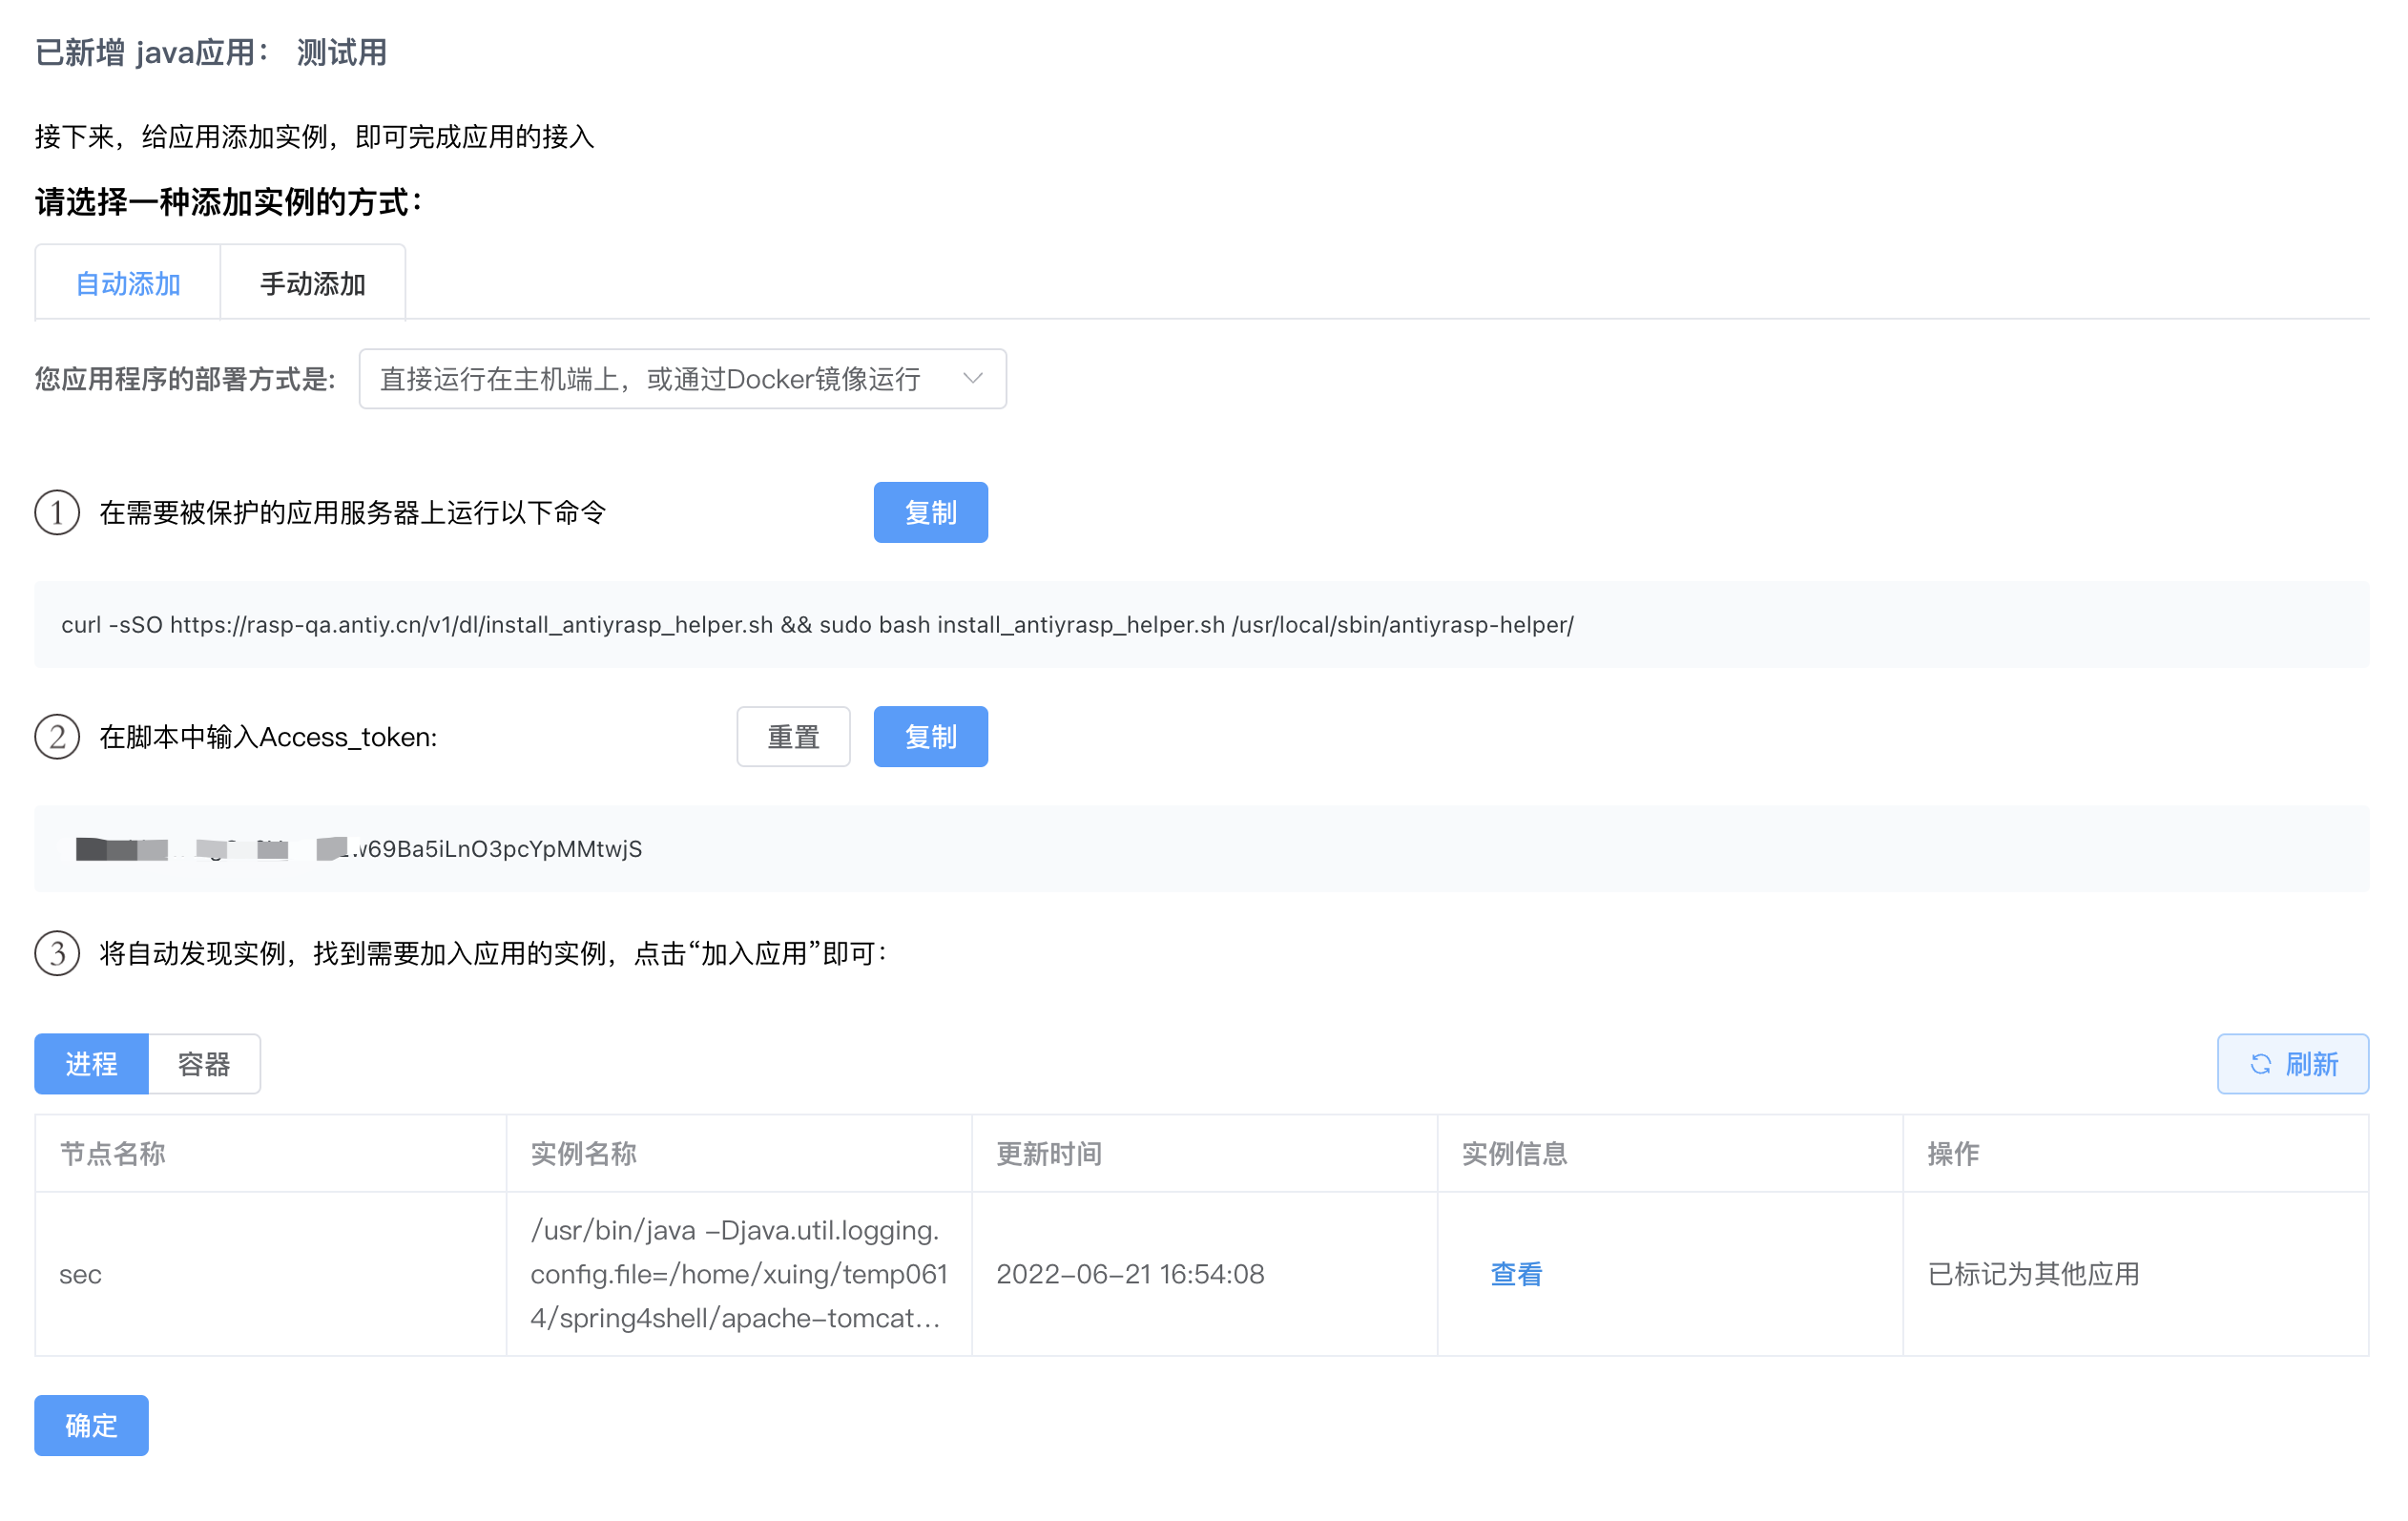 已新增 java应用： 测试用
接下来，给应用添加实例，即可完成应用的接入
请选择一种添加实例的方式：
自动添加 手动添加
您应用程序的部署方式是: 直接运行在主机端上，或通过Docker镜像运行
1 在需要被保护的应用服务器上运行以下命令 复制
curl -sSO https://rasp-qa.antiy.cn/v1/dl/install_antiyrasp_helper.sh && sudo bash install_antiyrasp_helper.sh /usr/local/sbin/antiyrasp-helper/
2 在脚本中输入Access_token: 重置 复制
w69Ba5iLnO3pcYpMMtwjS
3 将自动发现实例，找到需要加入应用的实例，点击“加入应用”即可：
进程 容器 刷新
节点名称 实例名称 更新时间 实例信息 操作
/usr/bin/java -Djava.util.logging.
sec config.file=/home/xuing/temp061 2022-06-21 16:54:08 查看 已标记为其他应用
4/spring4shell/apache-tomcat...
确定